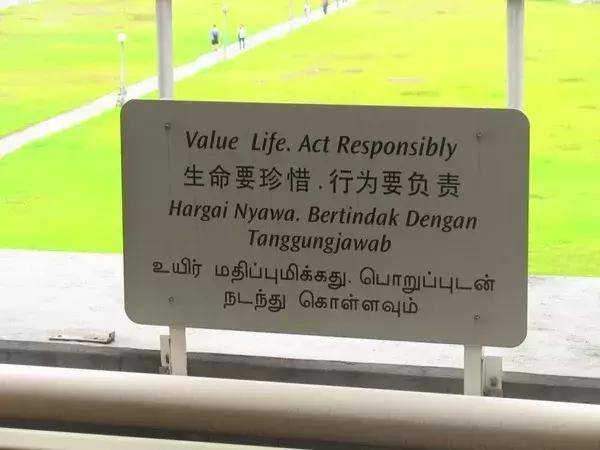 Value Life. Act Responsibly
生命要珍惜.行为要负责
Hargai Nyawa. Bertindak Dengan
Tanggungjawab
உயிர் மதிப்புமிக்கது. பொறுப்புடன்
நடந்து கொள்ளவும்